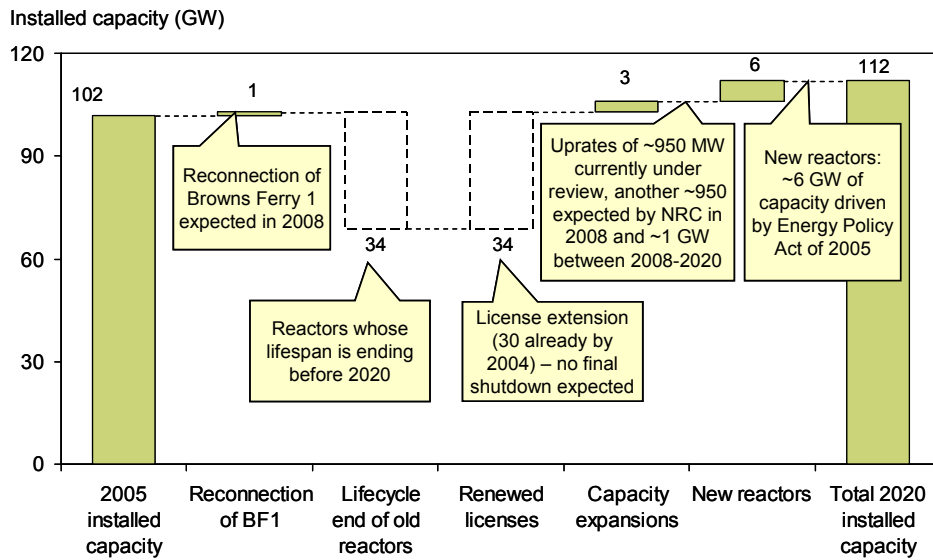 Installed capacity (GW)
120
90
60
30
0
102
1
34
34
3
6
112
Reconnection of
Browns Ferry 1
expected in 2008
Reactors whose
lifespan is ending
before 2020
License extension
(30 already by
2004) – no final
shutdown expected
Uprates of ~950 MW
currently under
review, another ~950
expected by NRC in
2008 and ~1 GW
between 2008-2020
New reactors:
~6 GW of
capacity driven
by Energy Policy
Act of 2005
2005
installed
capacity
Reconnection
of BF1
Lifecycle
end of old
reactors
Renewed
licenses
Capacity
expansions
New reactors
Total 2020
installed
capacity